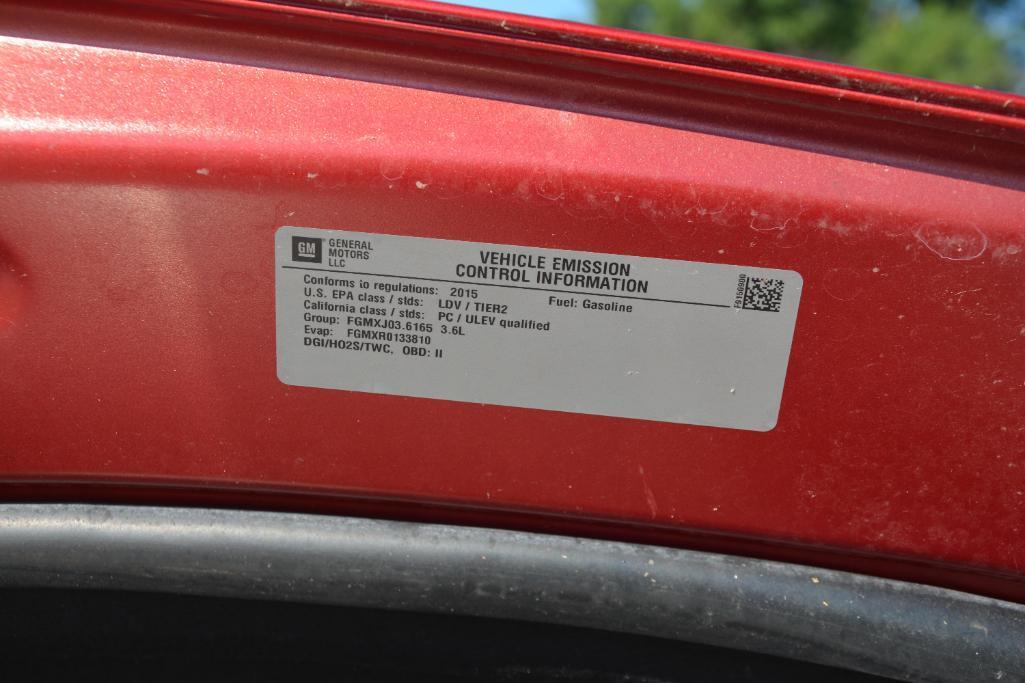 GM
GENERAL
MOTORS
LLC
VEHICLE EMISSION
CONTROL INFORMATION
Conforms to regulations: 2015 Fuel: Gasoline
U.S. EPA class / stds: LDV / TIER2
California class / stds: PC / ULEV qualified
Group: FGMXJ03.6165 3.6L
Evap: FGMXR0133810
DGI/HO2S/TWC, OBD: II